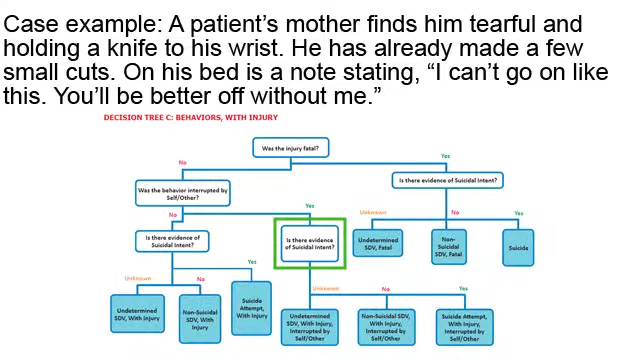 Case example: A patient’s mother finds him tearful and
holding a knife to his wrist. He has already made a few
small cuts. On his bed is a note stating, “I can’t go on like
this. You’ll be better off without me.”
DECISION TREE C: BEHAVIORS, WITH INJURY
Was the injury fatal?
No
Yes
Was the behavior interrupted by
Self/Other?
Is there evidence of Suicidal Intent?
No
Yes
Unknown
No
Yes
Is there evidence of
Suicidal Intent?
Is there evidence
of Suicidal Intent?
Undetermined
SDV, Fatal
Non-
Suicidal
SDV, Fatal
Suicide
Unknown
No
Yes
Unknown
No
Yes
Undetermined
SDV, With Injury
Non-Suicidal
SDV, With
Injury
Suicide
Attempt,
With Injury
Undetermined
SDV, With Injury,
Interrupted by
Self/Other
Non-Suicidal SDV,
With Injury,
Interrupted by
Self/Other
Suicide Attempt,
With Injury,
Interrupted by
Self/Other